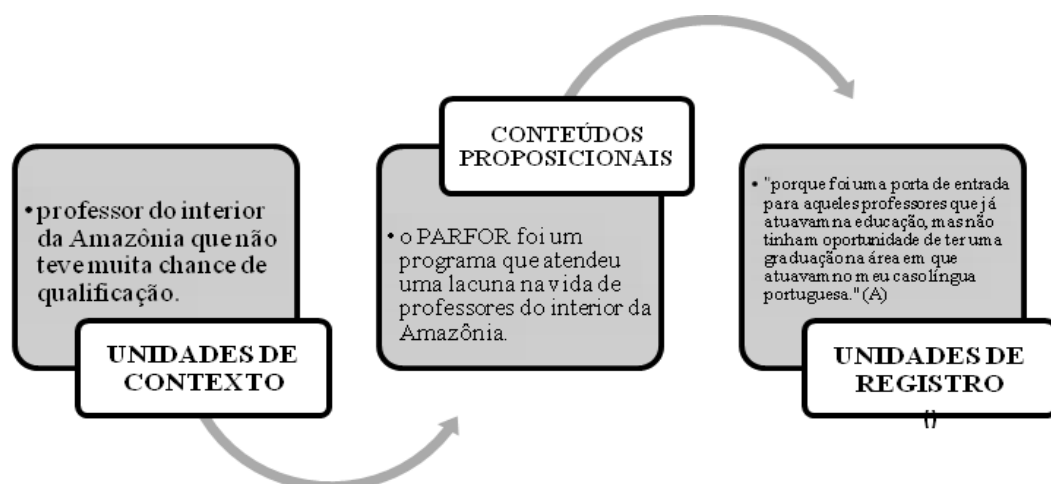 • professor do interior
da Amazônia que não
teve muita chance de
qualificação.
UNIDADES DE
CONTEXTO
CONTEÚDOS
PROPOSICIONAIS
• o PARFOR foi um
programa que atendeu
uma lacuna na vida de
professores do interior da
Amazônia.
• "porque foi uma porta de entrada
para aqueles professores que já
atuavam na educação, mas não
tinham oportunidade de ter uma
graduação na área em que
atuavam no meu caso língua
portuguesa." (A)
UNIDADES DE
REGISTRO
()